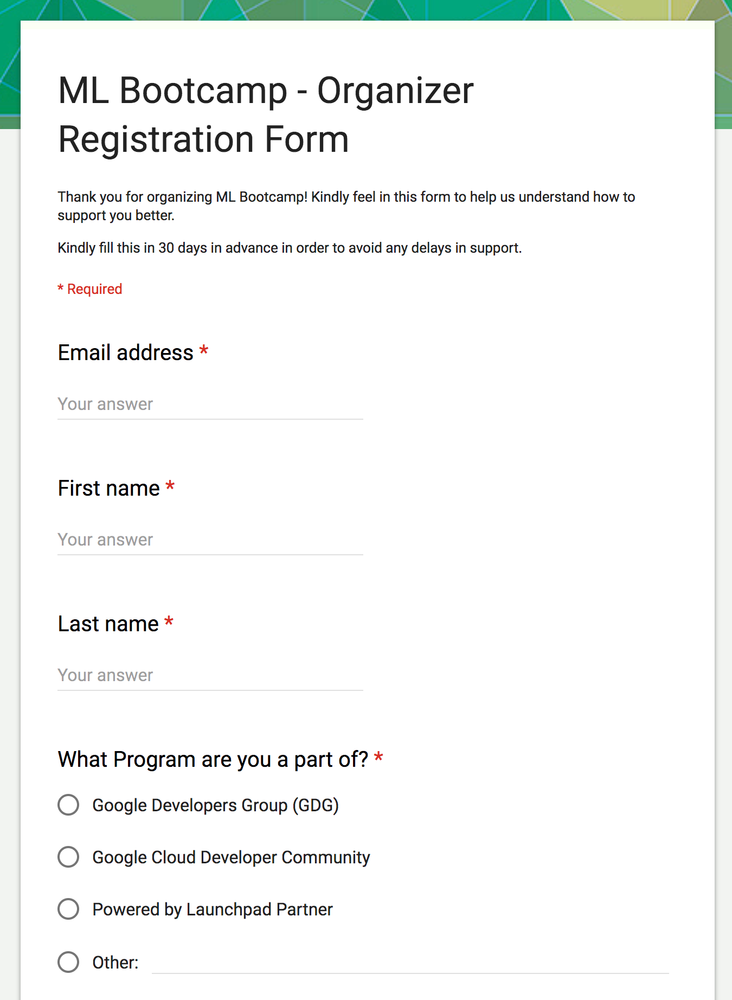 ML Bootcamp - Organizer
Registration Form
Thank you for organizing ML Bootcamp! Kindly feel in this form to help us understand how to
support you better.
Kindly fill this in 30 days in advance in order to avoid any delays in support.
* Required
Email address *
Your answer
First name *
Your answer
Last name *
Your answer
What Program are you a part of? *
Google Developers Group (GDG)
Google Cloud Developer Community
Powered by Launchpad Partner
Other: